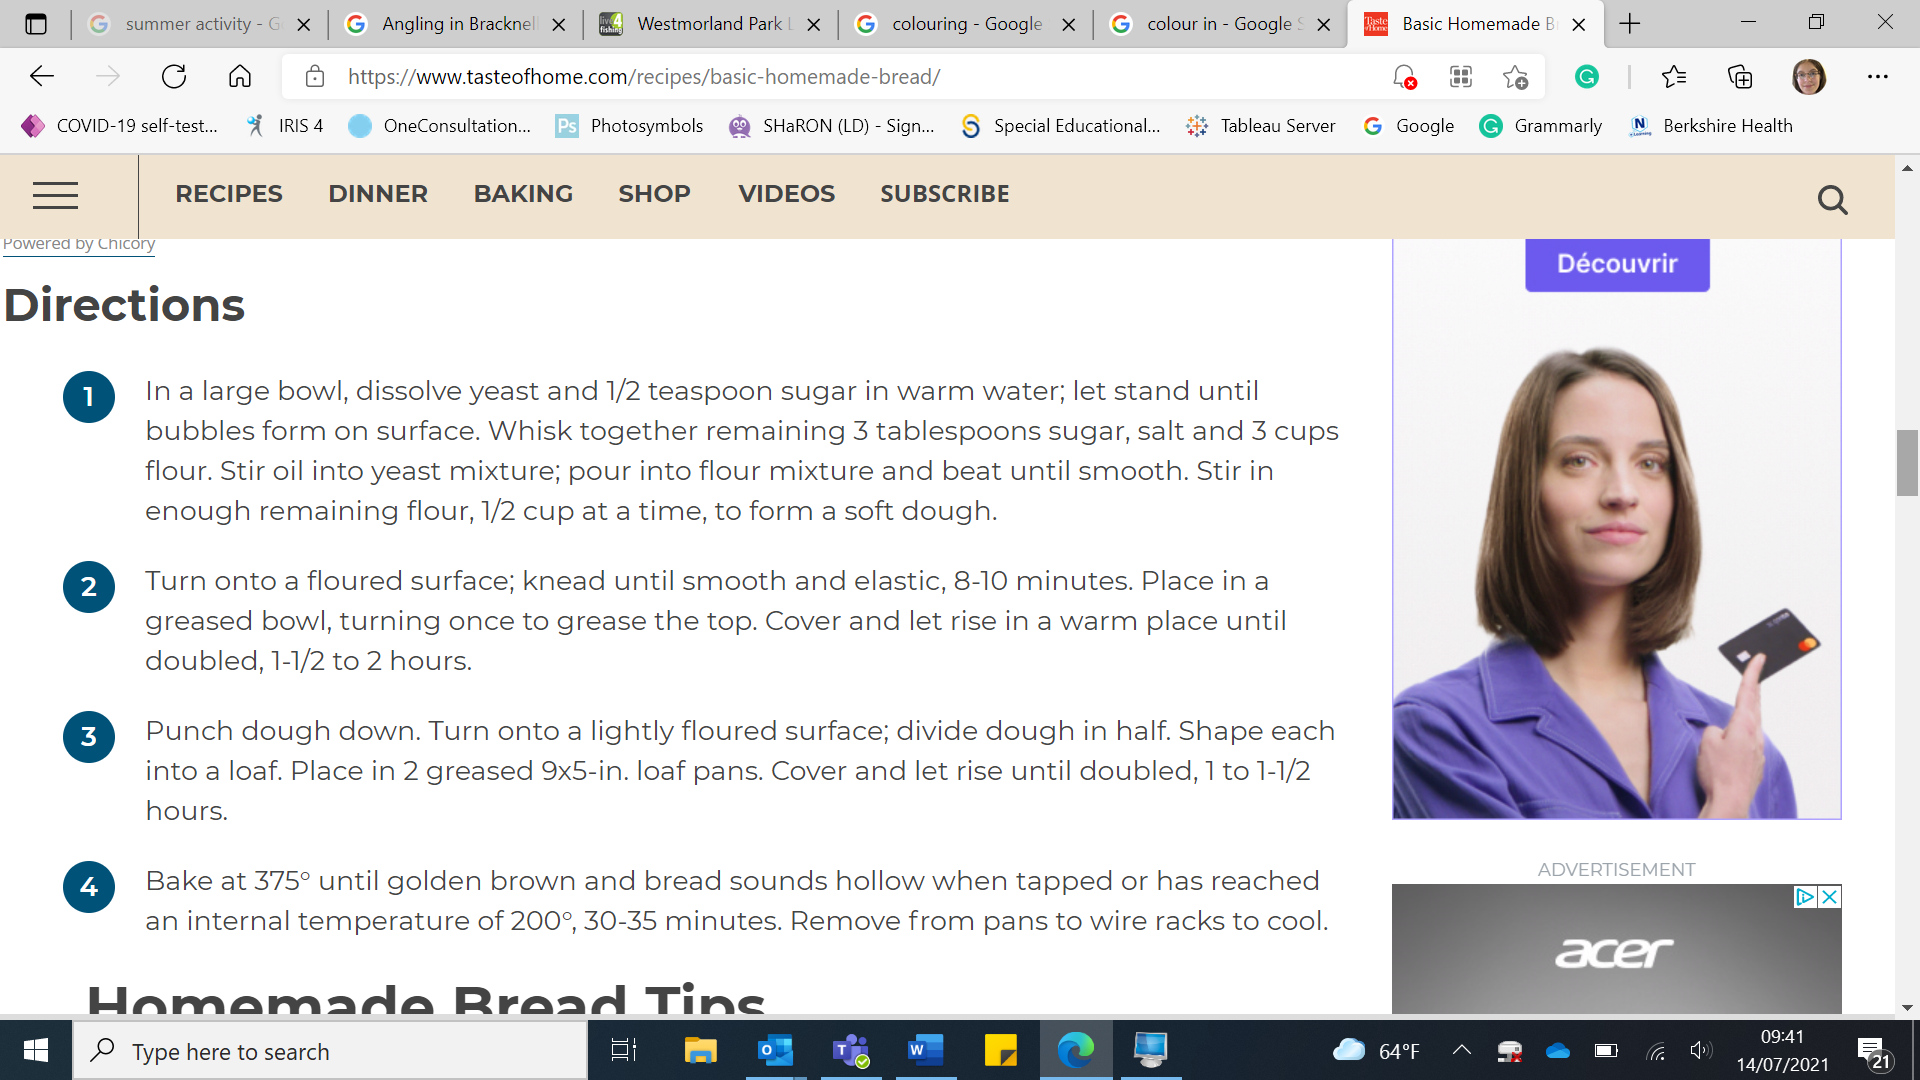 summer activity - G
Angling in Bracknell
Westmorland Park L
colouring - Google
colour in - Google S
Basic Homemade B
https://www.tasteofhome.com/recipes/basic-homemade-bread/
COVID-19 self-test...
IRIS 4
OneConsultation...
Ps Photosymbols
SHaRON (LD) - Sign...
Special Educational...
Tableau Server
Google
Grammarly
Berkshire Health
RECIPES DINNER BAKING SHOP VIDEOS SUBSCRIBE
Powered by Chicory
Découvrir
Directions
1 In a large bowl, dissolve yeast and 1/2 teaspoon sugar in warm water; let stand until
bubbles form on surface. Whisk together remaining 3 tablespoons sugar, salt and 3 cups
flour. Stir oil into yeast mixture; pour into flour mixture and beat until smooth. Stir in
enough remaining flour, 1/2 cup at a time, to form a soft dough.
2 Turn onto a floured surface; knead until smooth and elastic, 8-10 minutes. Place in a
greased bowl, turning once to grease the top. Cover and let rise in a warm place until
doubled, 1-1/2 to 2 hours.
3 Punch dough down. Turn onto a lightly floured surface; divide dough in half. Shape each
into a loaf. Place in 2 greased 9x5-in. loaf pans. Cover and let rise until doubled, 1 to 1-1/2
hours.
4 Bake at 375° until golden brown and bread sounds hollow when tapped or has reached
an internal temperature of 200°, 30-35 minutes. Remove from pans to wire racks to cool.
ADVERTISEMENT
acer
Homemade Bread Tips
Type here to search
64°F
09:41
14/07/2021
21